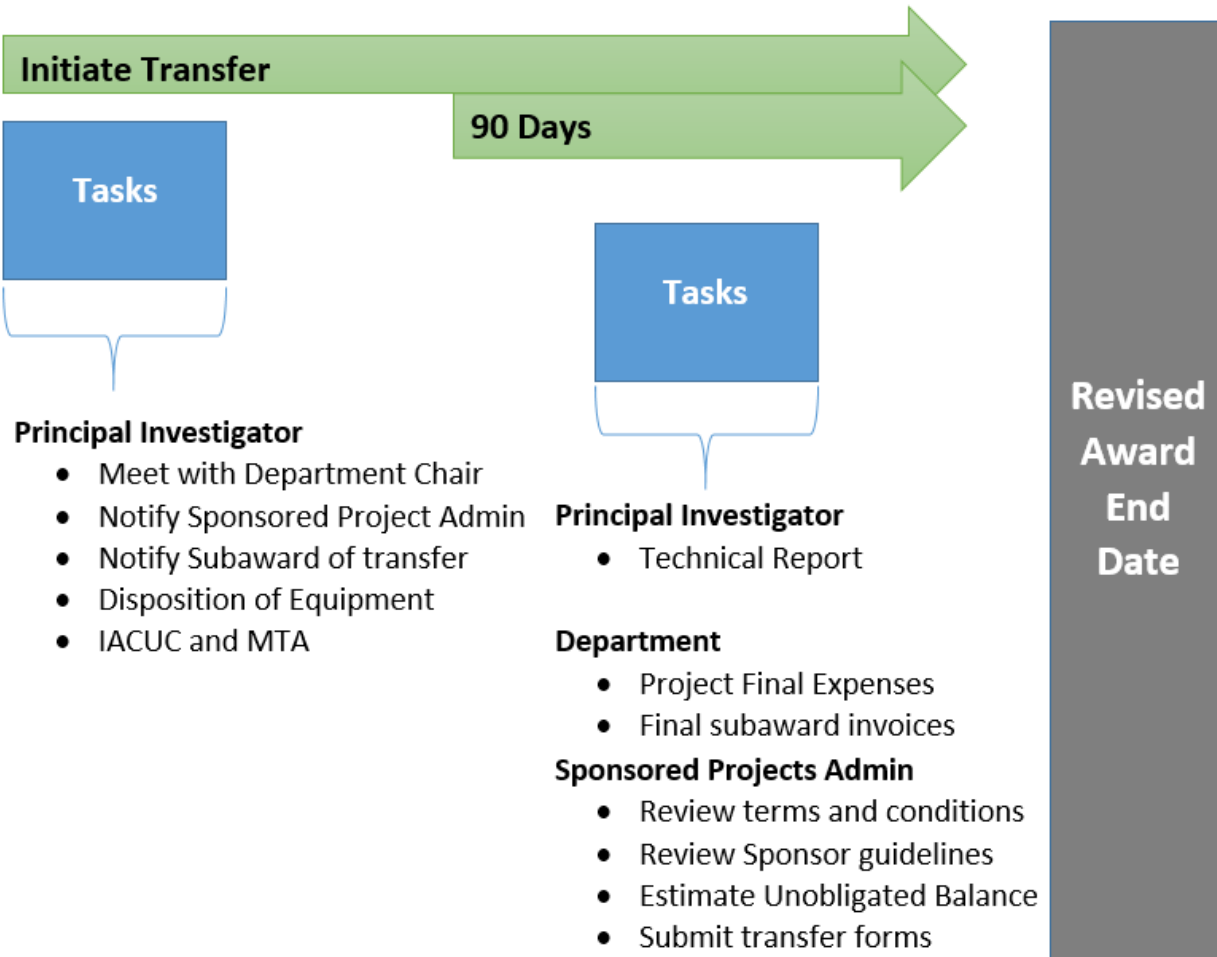 Initiate Transfer
90 Days
Tasks
Principal Investigator
• Meet with Department Chair
• Notify Sponsored Project Admin
• Notify Subaward of transfer
• Disposition of Equipment
• IACUC and MTA
Tasks
Principal Investigator
• Technical Report
Department
• Project Final Expenses
• Final subaward invoices
Sponsored Projects Admin
• Review terms and conditions
• Review Sponsor guidelines
• Estimate Unobligated Balance
• Submit transfer forms
Revised
Award
End
Date